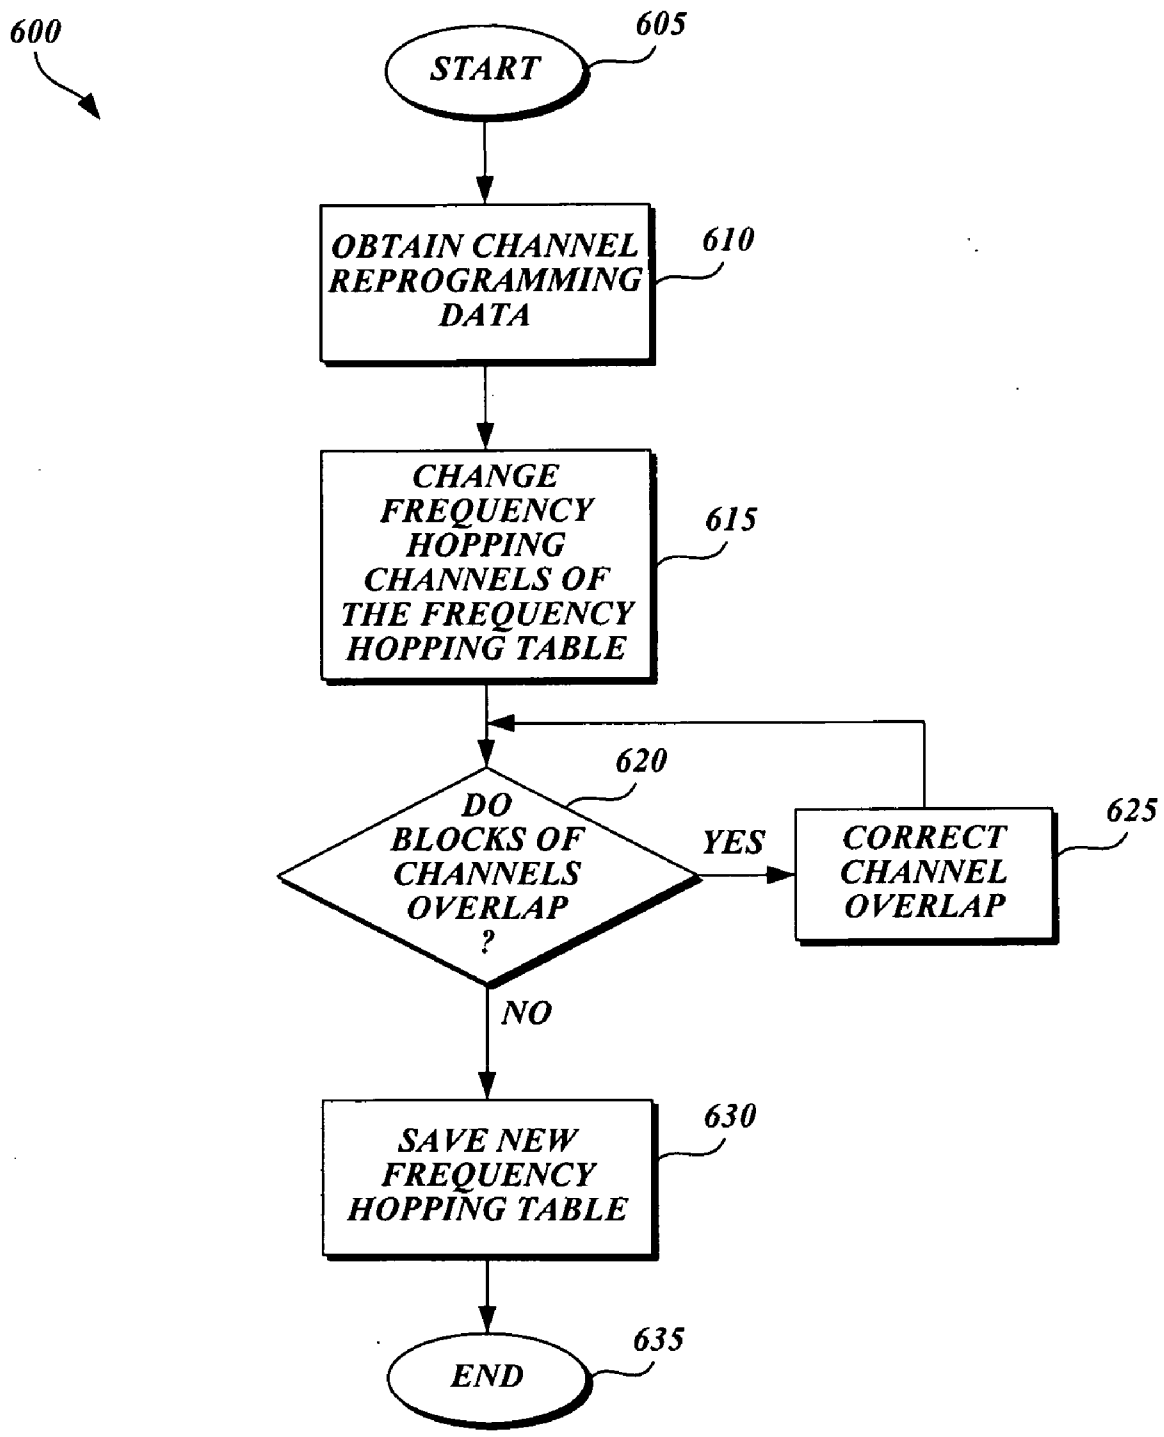 600
605
START
610
OBTAIN CHANNEL
REPROGRAMMING
DATA
615
CHANGE
FREQUENCY
HOPPING
CHANNELS OF
THE FREQUENCY
HOPPING TABLE
620
DO
BLOCKS OF
CHANNELS
OVERLAP
?
YES
625
CORRECT
CHANNEL
OVERLAP
NO
630
SAVE NEW
FREQUENCY
HOPPING TABLE
635
END